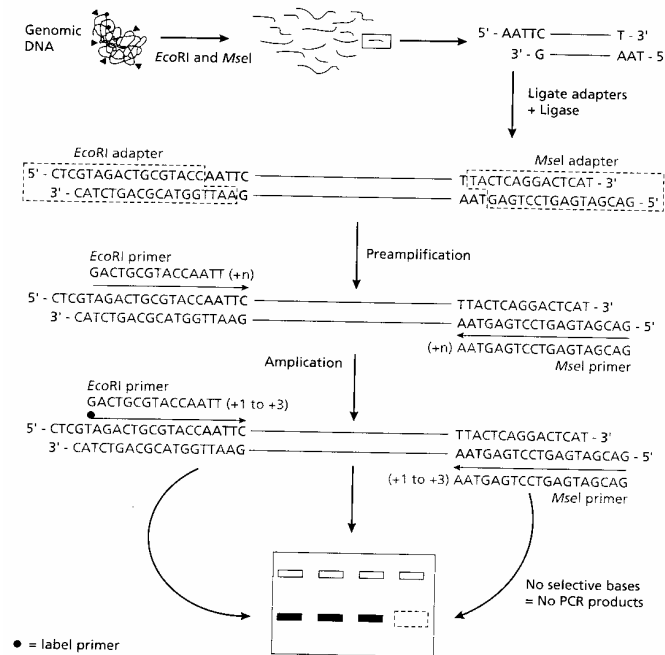 Genomic
DNA
EcoRI and MseI
5' - AATTC T - 3'
3' - G AAT - 5
Ligate adapters
+ Ligase
EcoRI adapter
MseI adapter
5' - CTCGTAGACTGCGTACCAATTC TTACTCAGGACTCAT - 3'
3' - CATCTGACGCATGGTTAAG AATGAGTCCTGAGTAGCAG - 5'
Preamplification
EcoRI primer
GACTGCGTACCAATT (+n)
5' - CTCGTAGACTGCGTACCAATTC TTACTCAGGACTCAT - 3'
3' - CATCTGACGCATGGTTAAG AATGAGTCCTGAGTAGCAG - 5'
(+n) AATGAGTCCTGAGTAGCAG
MseI primer
Amplication
EcoRI primer
GACTGCGTACCAATT (+1 to +3)
5' - CTCGTAGACTGCGTACCAATTC TTACTCAGGACTCAT - 3'
3' - CATCTGACGCATGGTTAAG AATGAGTCCTGAGTAGCAG - 5'
(+1 to +3) AATGAGTCCTGAGTAGCAG
MseI primer
No selective bases
= No PCR products
● = label primer